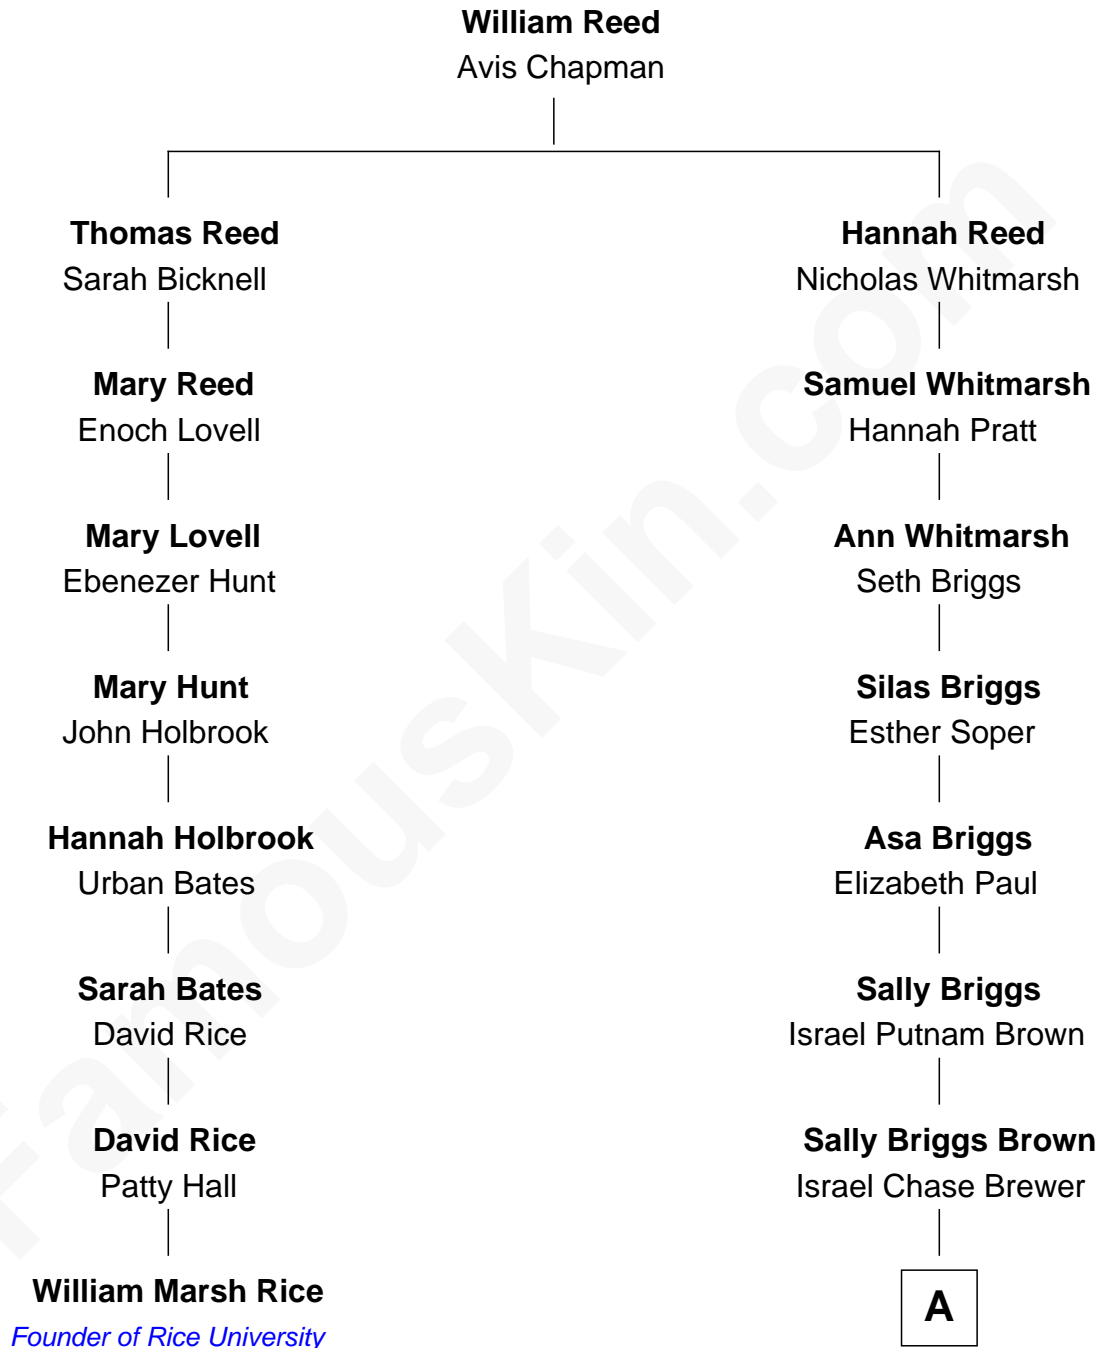 William Reed
Avis Chapman
Thomas Reed
Sarah Bicknell
Hannah Reed
Nicholas Whitmarsh
Mary Reed
Enoch Lovell
Samuel Whitmarsh
Hannah Pratt
Mary Lovell
Ebenezer Hunt
Ann Whitmarsh
Seth Briggs
Mary Hunt
John Holbrook
Silas Briggs
Esther Soper
Hannah Holbrook
Urban Bates
Asa Briggs
Elizabeth Paul
Sarah Bates
David Rice
Sally Briggs
Israel Putnam Brown
David Rice
Patty Hall
Sally Briggs Brown
Israel Chase Brewer
William Marsh Rice
Founder of Rice University
A
FamousKin.com